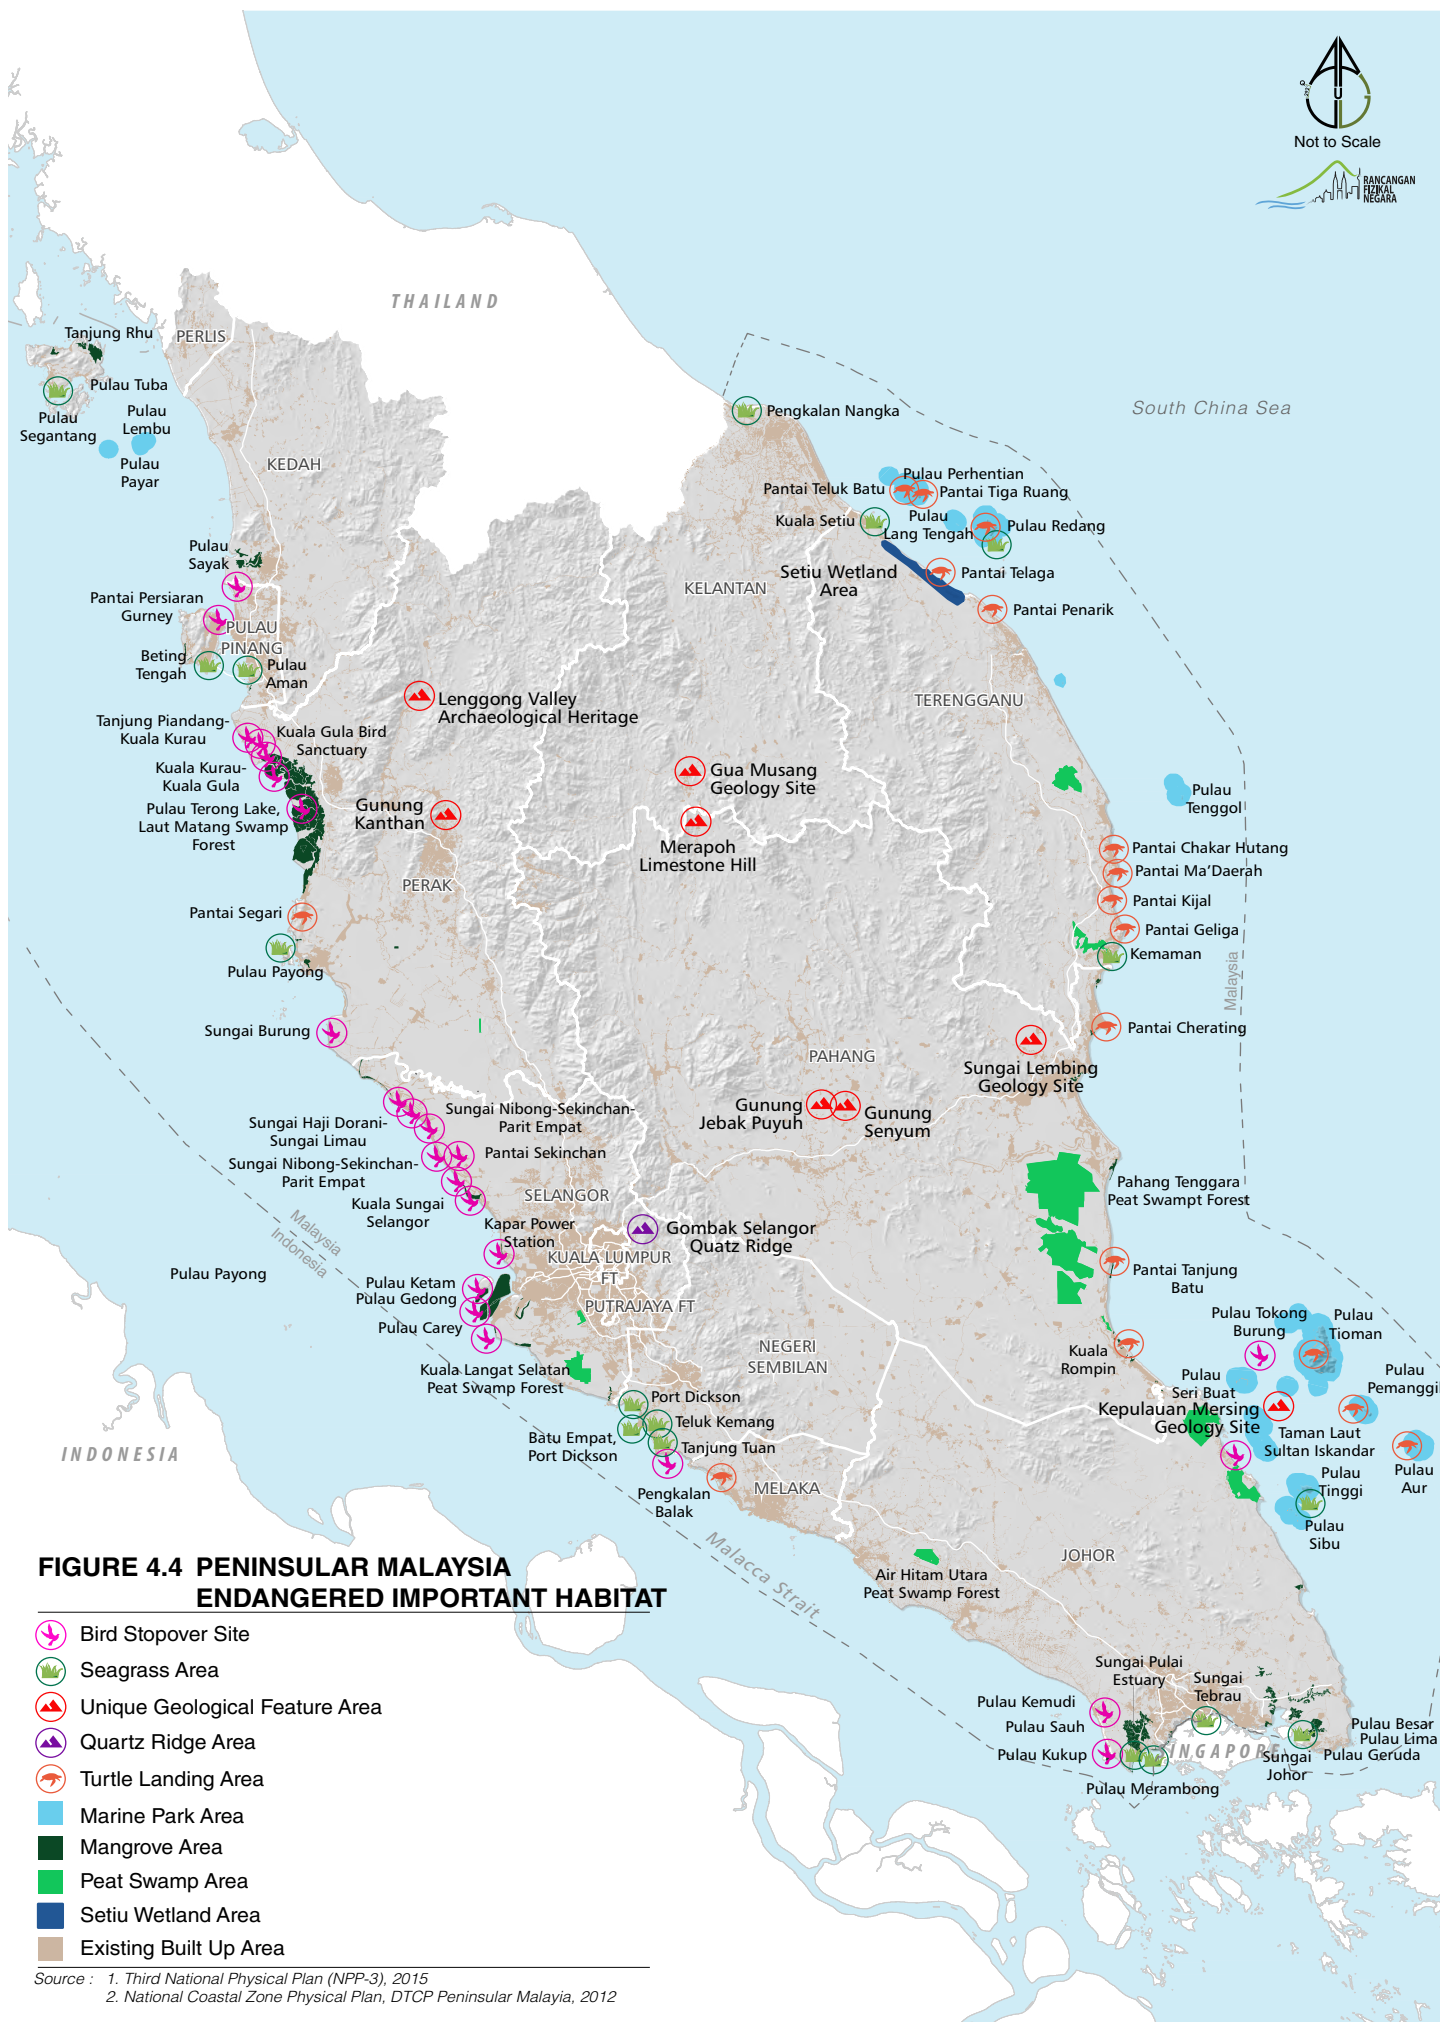 Not to Scale
RANCANGAN
FIZIKAL
NEGARA
THAILAND
Tanjung Rhu
PERLIS
Pulau Tuba
Pulau
Segantang
Pulau
Lembu
Pulau
Payar
KEDAH
Pengkalan Nangka
South China Sea
Pulau Perhentian
Pantai Teluk Batu
Pantai Tiga Ruang
Kuala Setiu
Pulau
Lang Tengah
Pulau Redang
Setiu Wetland
Area
Pantai Telaga
Pantai Penarik
KELANTAN
Pulau
Sayak
Pantai Persiaran
Gurney
PULAU
PINANG
Beting
Tengah
Pulau
Aman
TERENGGANU
Lenggong Valley
Archaeological Heritage
Tanjung Piandang-
Kuala Kurau
Kuala Gula Bird
Sanctuary
Kuala Kurau-
Kuala Gula
Pulau Terong Lake,
Laut Matang Swamp
Forest
Gunung
Kanthan
Gua Musang
Geology Site
Merapoh
Limestone Hill
Pulau
Tenggol
PERAK
Pantai Chakar Hutang
Pantai Ma'Daerah
Pantai Kijal
Pantai Geliga
Kemaman
Malaysia
Pantai Segari
Pulau Payong
Sungai Burung
Pantai Cherating
PAHANG
Sungai Lembing
Geology Site
Gunung
Jebak Puyuh
Gunung
Senyum
Sungai Nibong-Sekinchan-
Parit Empat
Sungai Haji Dorani-
Sungai Limau
Pantai Sekinchan
Sungai Nibong-Sekinchan-
Parit Empat
Kuala Sungai
Selangor
SELANGOR
Pahang Tenggara
Peat Swampt Forest
Malaysia
Indonesia
Kapar Power
Station
Gombak Selangor
Quatz Ridge
KUALA LUMPUR
FT
Pulau Payong
Pulau Ketam
Pulau Gedong
PUTRAJAYA FT
Pulau Carey
Pantai Tanjung
Batu
Pulau Tokong
Burung
Pulau
Tioman
Kuala
Rompin
NEGERI
SEMBILAN
Kuala Langat Selatan
Peat Swamp Forest
Pulau
Seri Buat
Pulau
Pemanggil
Port Dickson
Teluk Kemang
Batu Empat,
Port Dickson
Tanjung Tuan
Kepulauan Mersing
Geology Site
Taman Laut
Sultan Iskandar
INDONESIA
Pengkalan
Balak
MELAKA
Pulau
Tinggi
Pulau
Aur
Pulau
Sibu
Malacca Strait
JOHOR
Air Hitam Utara
Peat Swamp Forest
Sungai Pulai
Estuary
Sungai
Tebrau
Pulau Kemudi
Pulau Sauh
Pulau Kukup
Pulau Merambong
INGAPORE
Sungai
Johor
Pulau Besar
Pulau Lima
Pulau Geruda
FIGURE 4.4 PENINSULAR MALAYSIA
ENDANGERED IMPORTANT HABITAT
Bird Stopover Site
Seagrass Area
Unique Geological Feature Area
Quartz Ridge Area
Turtle Landing Area
Marine Park Area
Mangrove Area
Peat Swamp Area
Setiu Wetland Area
Existing Built Up Area
Source : 1. Third National Physical Plan (NPP-3), 2015
2. National Coastal Zone Physical Plan, DTCP Peninsular Malayia, 2012